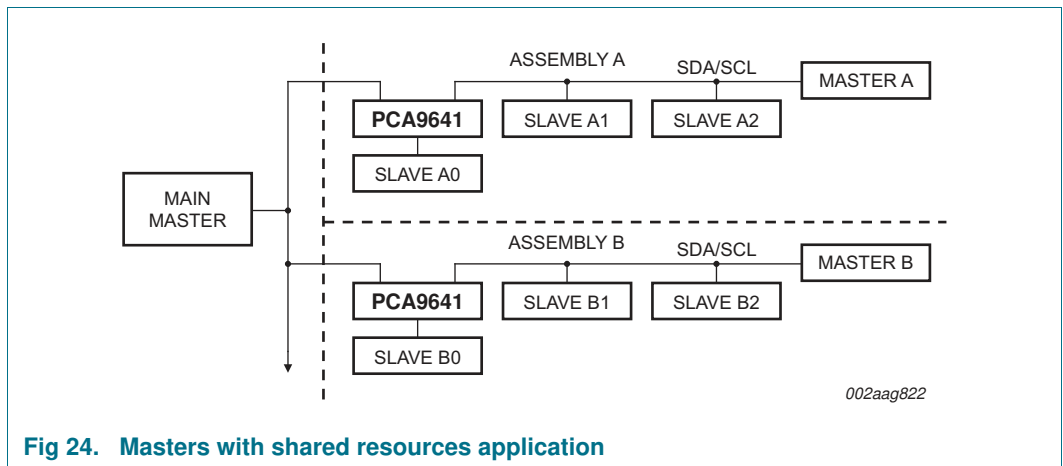 ASSEMBLY A
SDA/SCL
MASTER A
PCA9641
SLAVE A1
SLAVE A2
SLAVE A0
MAIN
MASTER
ASSEMBLY B
SDA/SCL
MASTER B
PCA9641
SLAVE B1
SLAVE B2
SLAVE B0
002aag822
Fig 24. Masters with shared resources application